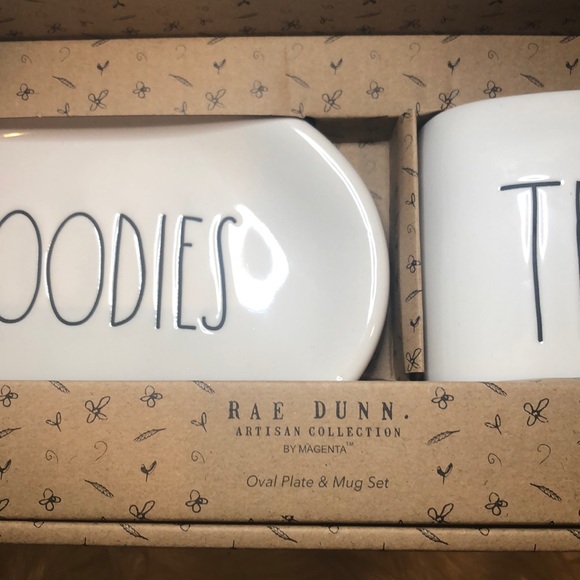 OODIES
T
RAE DUNN.
ARTISAN COLLECTION
BY MAGENTA™
Oval Plate & Mug Set